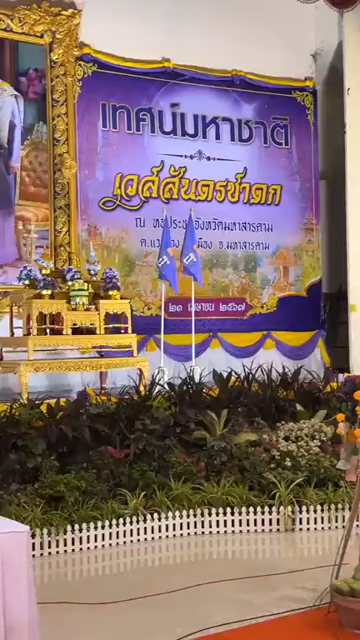 เทศน์มหาชาติ
เวสสันดรชาดก
ณ หอประชุมจังหวัดมหาสารคาม
ต. เมือง อ.มหาสารคาม
๒๑ เมษายน ๒๕๖๗